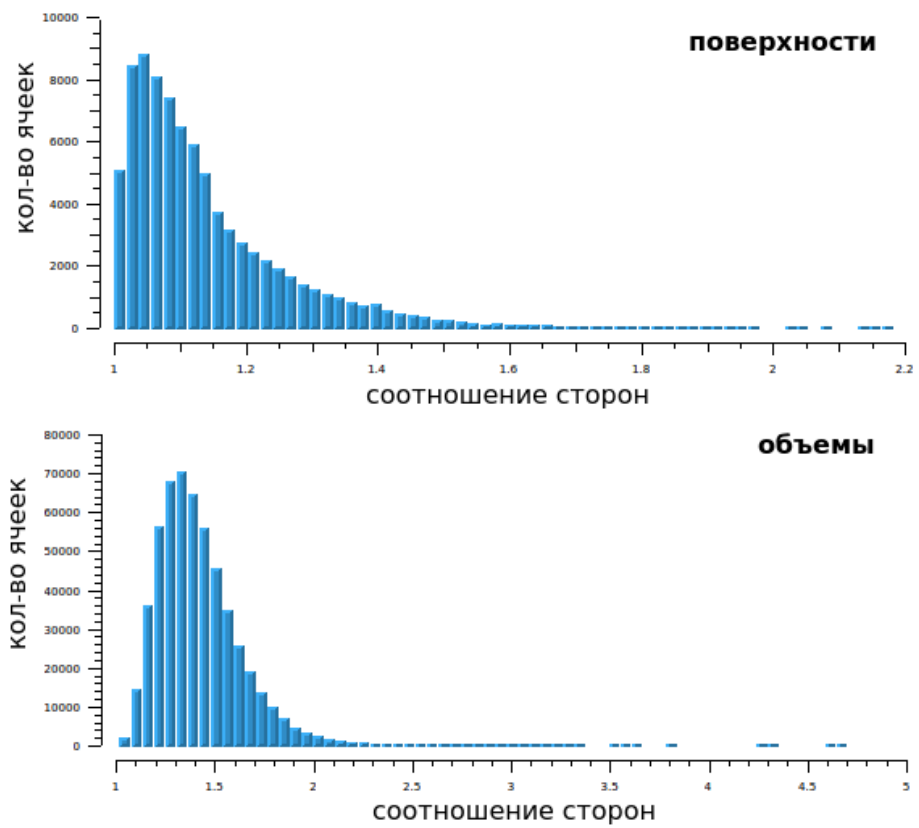 поверхности
кол-во ячеек
10000
8000
6000
4000
2000
0
1 1.2 1.4 1.6 1.8 2 2.2
соотношение сторон
объемы
кол-во ячеек
80000
70000
60000
50000
40000
30000
20000
10000
0
1 1.5 2 2.5 3 3.5 4 4.5 5
соотношение сторон